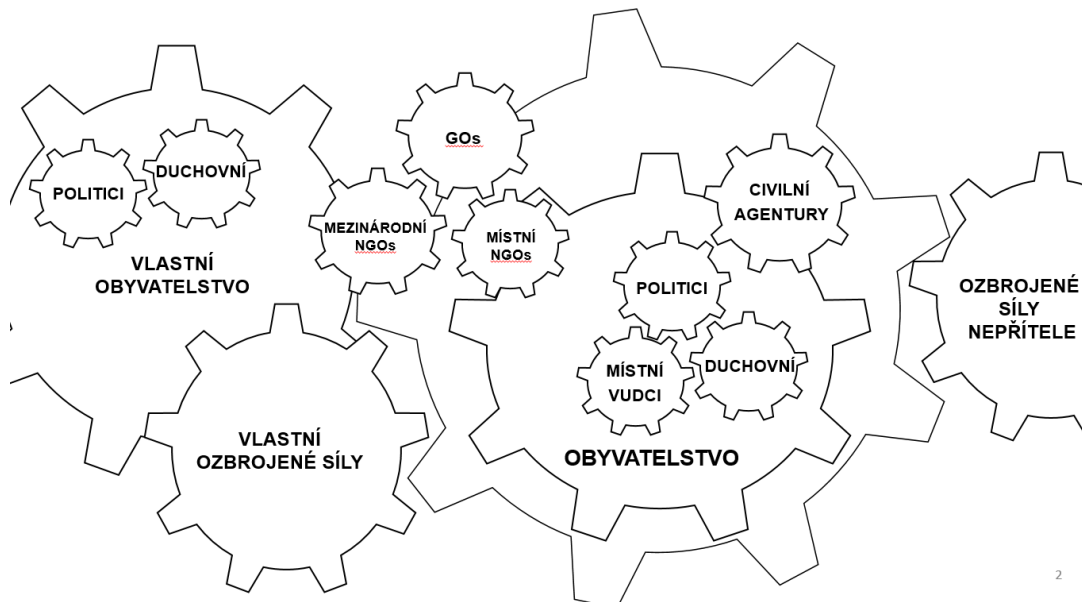 POLITICI
DUCHOVNÍ
VLASTNÍ
OBYVATELSTVO
GOs
MEZINÁRODNÍ
NGOs
MÍSTNÍ
NGOs
CIVILNÍ
AGENTURY
POLITICI
MÍSTNÍ
VUDCI
DUCHOVNÍ
OBYVATELSTVO
OZBROJENÉ
SÍLY
NEPŘÍTELE
VLASTNÍ
OZBROJENÉ SÍLY
2